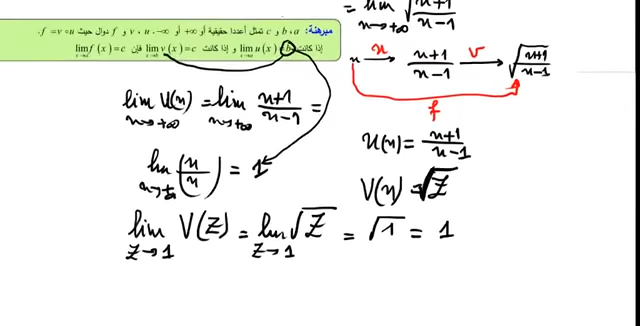 = lim √(x+1/x-1)
x→+∞
مبرهنة: a، b و c تمثل أعدادا حقيقية أو +∞ أو -∞، u، v و f دوال حيث f = v ∘ u.
إذا كانت lim u(x) = b و إذا كانت lim v(x) = c فإن lim f(x) = c
x –u→ x+1/x-1 –v→ √(x+1/x-1)
f
lim V(x) = lim x+1/x-1 =
x→+∞ x→+∞
u(x) = x+1/x-1
lim (x/x) = 1
V(x) = √Z
lim V(Z) = lim √Z = √1 = 1
Z→1 Z→1